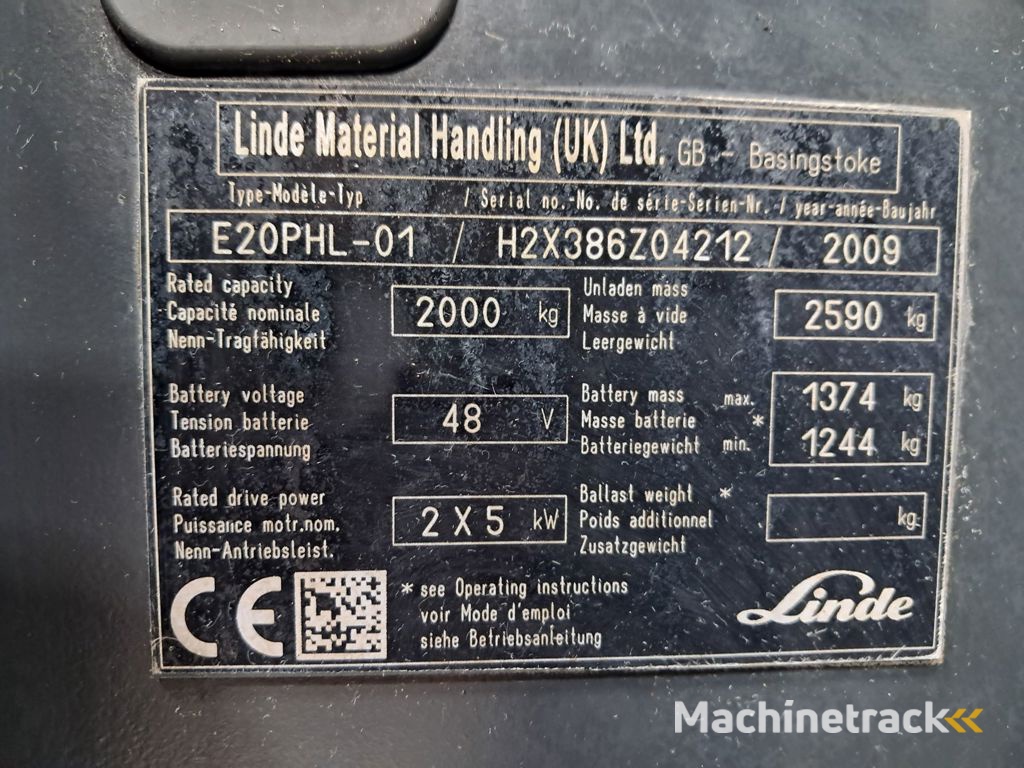 Linde Material Handling (UK) Ltd. GB - Basingstoke
Type-Modèle-Typ / Serial no.-No. de série-Serien-Nr. / year-année-Baujahr
E20PHL-01 / H2X386Z04212 / 2009
Rated capacity
Capacité nominale
Nenn-Tragfähigkeit
2000 kg
Unladen mass
Masse à vide
Leergewicht
2590 kg
Battery voltage
Tension batterie
Batteriespannung
48 V
Battery mass max. 1374 kg
Masse batterie *
Batteriegewicht min. 1244 kg
Rated drive power
Puissance motr.nom.
Nenn-Antriebsleist.
2 X 5 kW
Ballast weight *
Poids additionnel
Zusatzgewicht
kg
CE
* see Operating instructions
voir Mode d'emploi
siehe Betriebsanleitung
Linde
Machinetrack